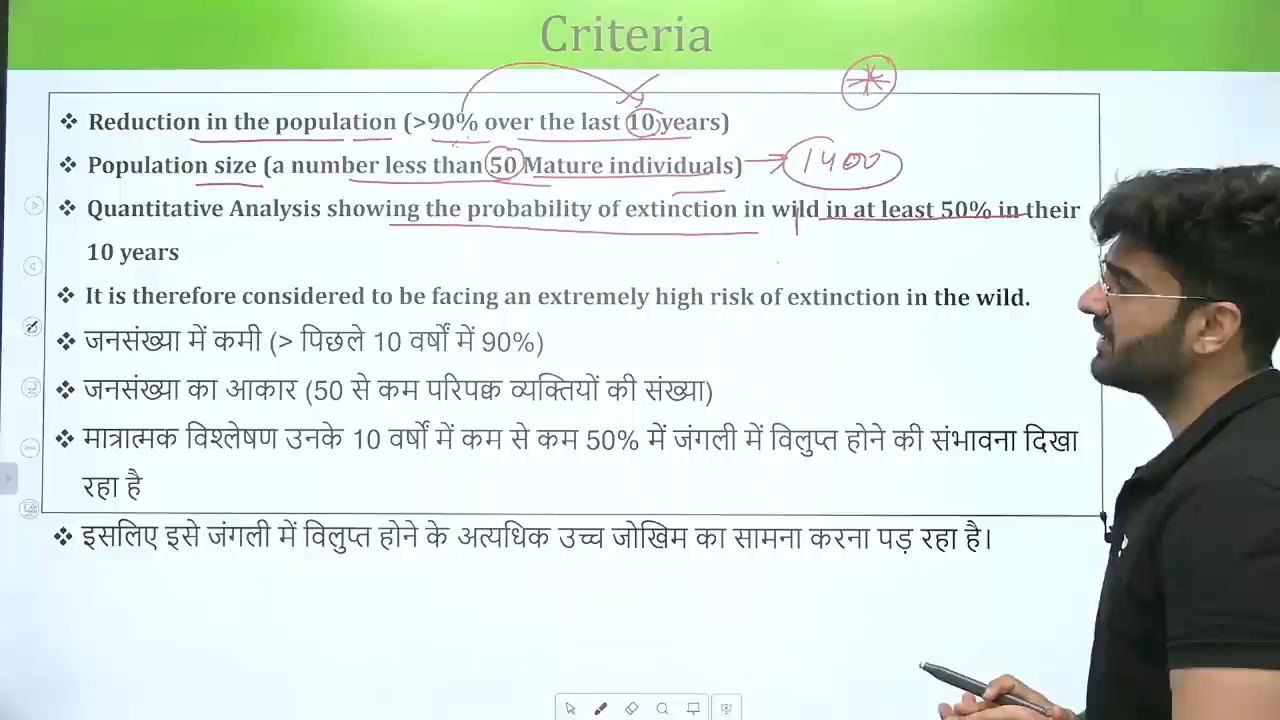 Criteria
❖ Reduction in the population (>90% over the last 10 years)
❖ Population size (a number less than 50 Mature individuals) → 1400
❖ Quantitative Analysis showing the probability of extinction in wild in at least 50% in their
10 years
❖ It is therefore considered to be facing an extremely high risk of extinction in the wild.
❖ जनसंख्या में कमी (> पिछले 10 वर्षों में 90%)
❖ जनसंख्या का आकार (50 से कम परिपक्व व्यक्तियों की संख्या)
❖ मात्रात्मक विश्लेषण उनके 10 वर्षों में कम से कम 50% में जंगली में विलुप्त होने की संभावना दिखा
रहा है
❖ इसलिए इसे जंगली में विलुप्त होने के अत्यधिक उच्च जोखिम का सामना करना पड़ रहा है।